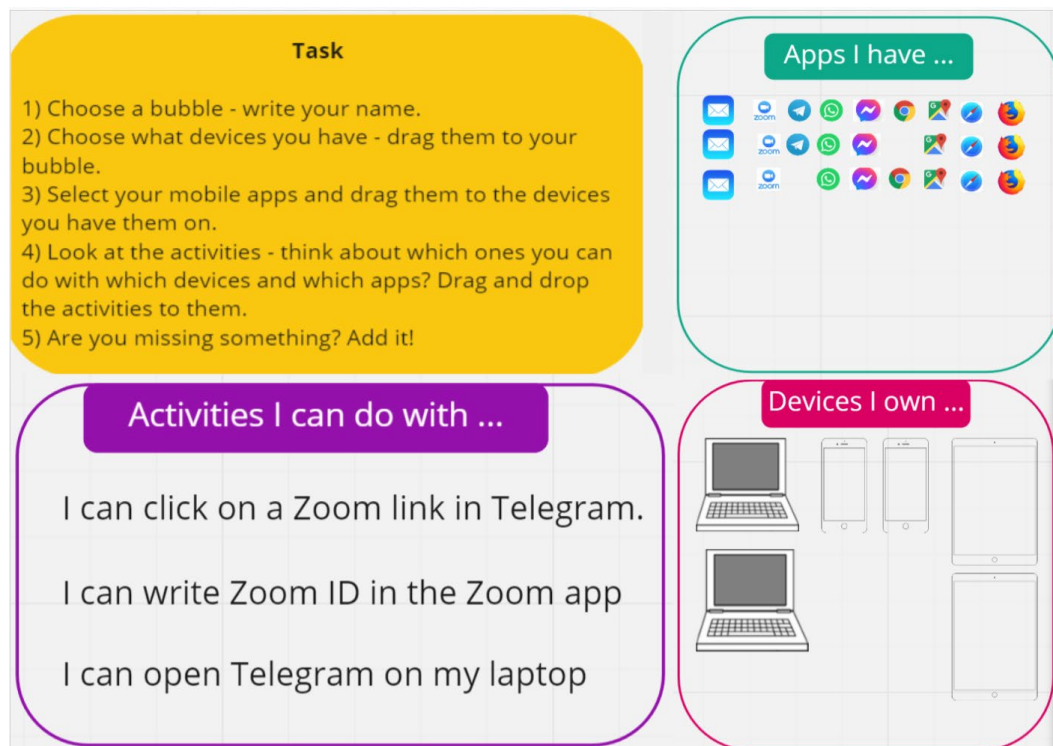 Task
1) Choose a bubble - write your name.
2) Choose what devices you have - drag them to your
bubble.
3) Select your mobile apps and drag them to the devices
you have them on.
4) Look at the activities - think about which ones you can
do with which devices and which apps? Drag and drop
the activities to them.
5) Are you missing something? Add it!
Apps I have ...
zoom
zoom
zoom
Activities I can do with ...
I can click on a Zoom link in Telegram.
I can write Zoom ID in the Zoom app
I can open Telegram on my laptop
Devices I own ...